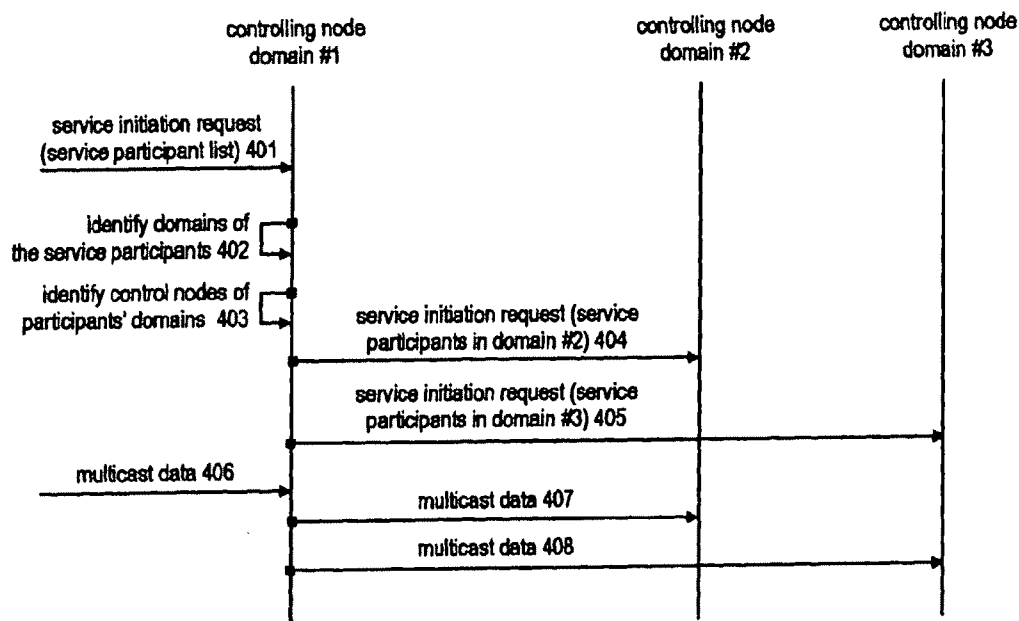 controlling node
domain #1
controlling node
domain #2
controlling node
domain #3
service initiation request
(service participant list) 401
identify domains of
the service participants 402
identify control nodes of
participants' domains 403
service initiation request (service
participants in domain #2) 404
service initiation request (service
participants in domain #3) 405
multicast data 406
multicast data 407
multicast data 408